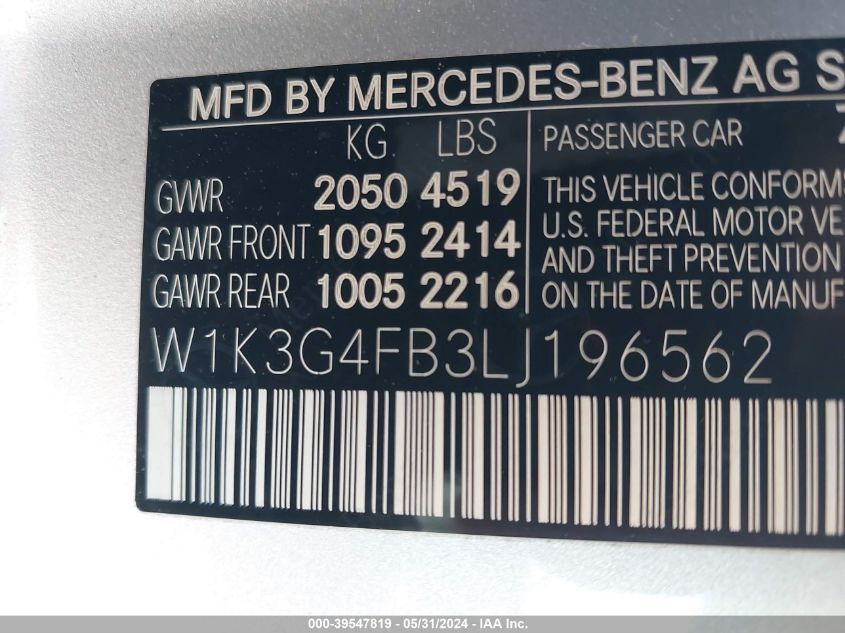 MFD BY MERCEDES-BENZ AG S
KG LBS
GVWR 2050 4519
GAWR FRONT 1095 2414
GAWR REAR 1005 2216
PASSENGER CAR
THIS VEHICLE CONFORMS
U.S. FEDERAL MOTOR VE
AND THEFT PREVENTION
ON THE DATE OF MANUF
W1K3G4FB3LJ196562
000-39547819 - 05/31/2024 - IAA Inc.